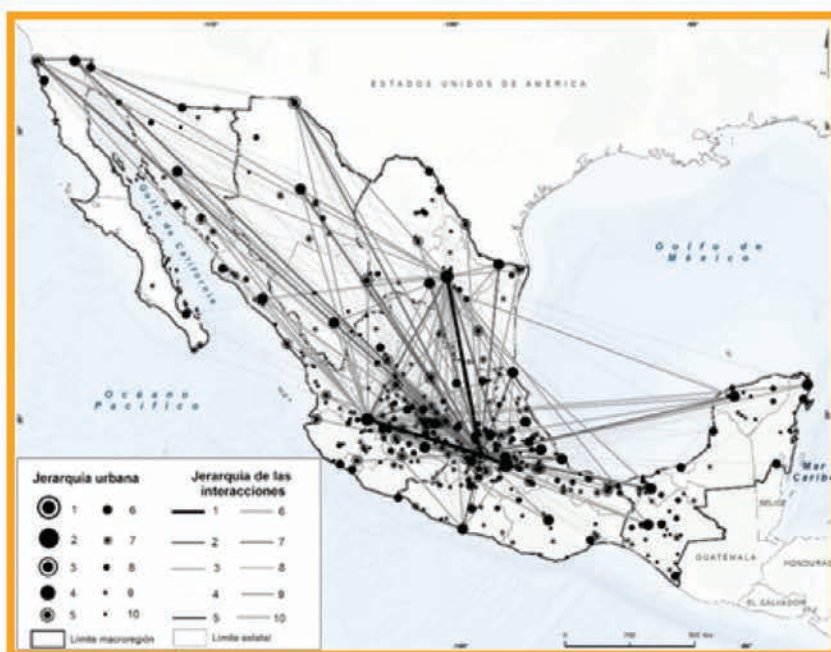 ESTADOS UNIDOS DE AMÉRICA
Golfo de California
Golfo de
México
Océano
Pacífico
Mar
Caribe
BELICE
GUATEMALA
HONDURAS
EL SALVADOR
Jerarquía urbana
1
2
3
4
5
6
7
8
9
10
Jerarquía de las
interacciones
1
2
3
4
5
6
7
8
9
10
Límite macroregión
Límite estatal
0